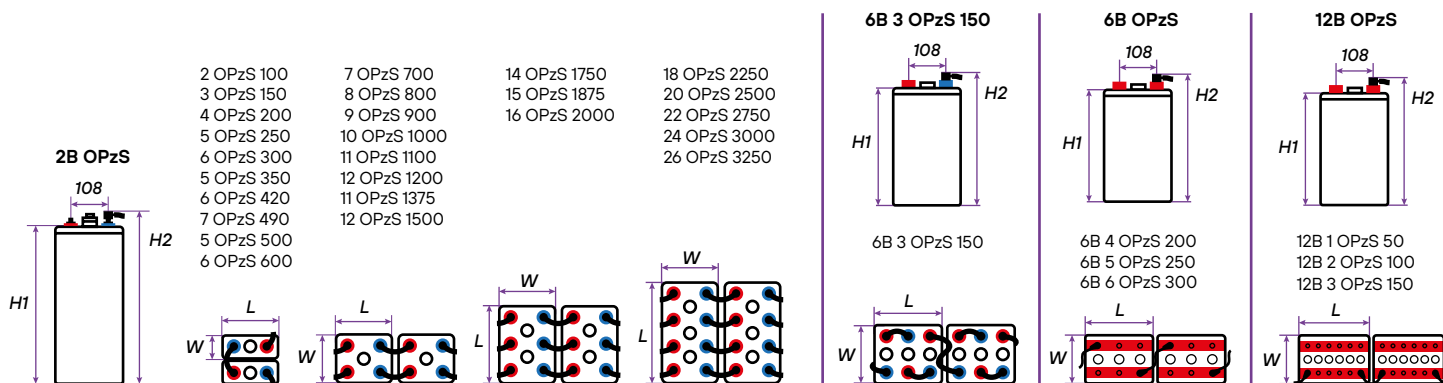 2B OPzS
108
H1
H2
2 OPzS 100
3 OPzS 150
4 OPzS 200
5 OPzS 250
6 OPzS 300
5 OPzS 350
6 OPzS 420
7 OPzS 490
5 OPzS 500
6 OPzS 600
L
W
7 OPzS 700
8 OPzS 800
9 OPzS 900
10 OPzS 1000
11 OPzS 1100
12 OPzS 1200
11 OPzS 1375
12 OPzS 1500
L
W
14 OPzS 1750
15 OPzS 1875
16 OPzS 2000
W
L
18 OPzS 2250
20 OPzS 2500
22 OPzS 2750
24 OPzS 3000
26 OPzS 3250
W
L
6B 3 OPzS 150
108
H1
H2
6B 3 OPzS 150
L
W
6B OPzS
108
H1
H2
6B 4 OPzS 200
6B 5 OPzS 250
6B 6 OPzS 300
L
W
12B OPzS
108
H1
H2
12B 1 OPzS 50
12B 2 OPzS 100
12B 3 OPzS 150
L
W